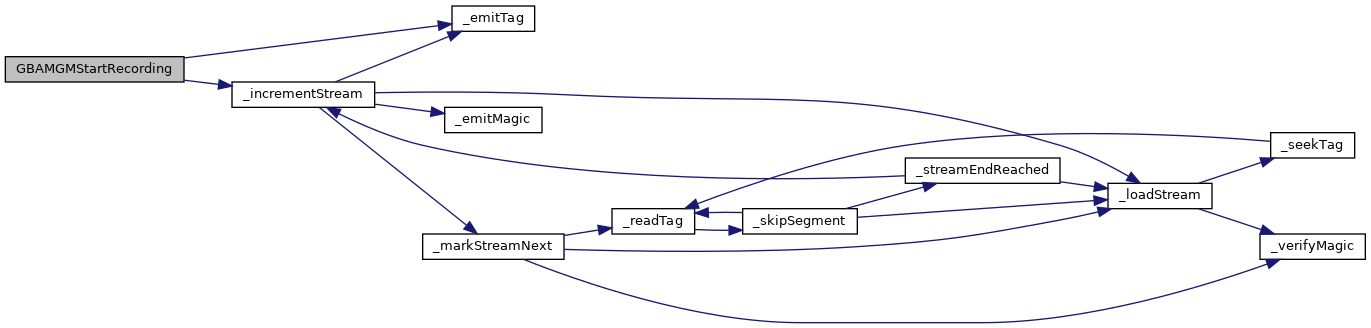 _emitTag
GBAMGMStartRecording
_incrementStream
_emitMagic
_seekTag
_streamEndReached
_loadStream
_readTag
_skipSegment
_markStreamNext
_verifyMagic